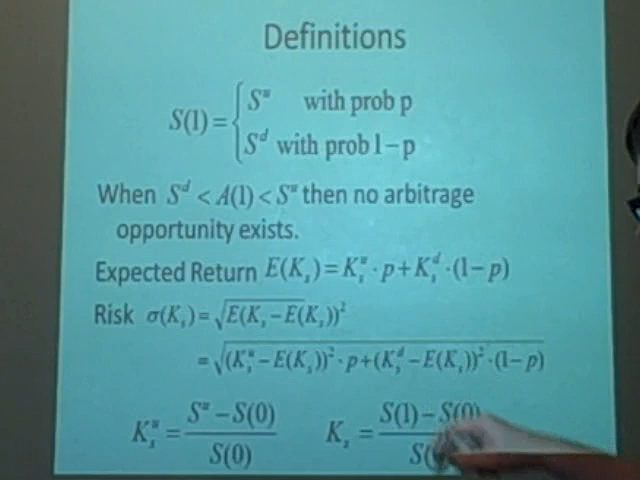 Definitions
S(1) = { S^u with prob p
S^d with prob 1 – p
When S^d < A(1) < S^u then no arbitrage
opportunity exists.
Expected Return E(K_s) = K_s^u · p + K_s^d · (1 – p)
Risk σ(K_s) = √E(K_s – E(K_s))²
= √(K_s^u – E(K_s))² · p + (K_s^d – E(K_s))² · (1 – p)
K_s^u = (S^u – S(0)) / S(0) K_s = (S(1) – S(0)) / S(